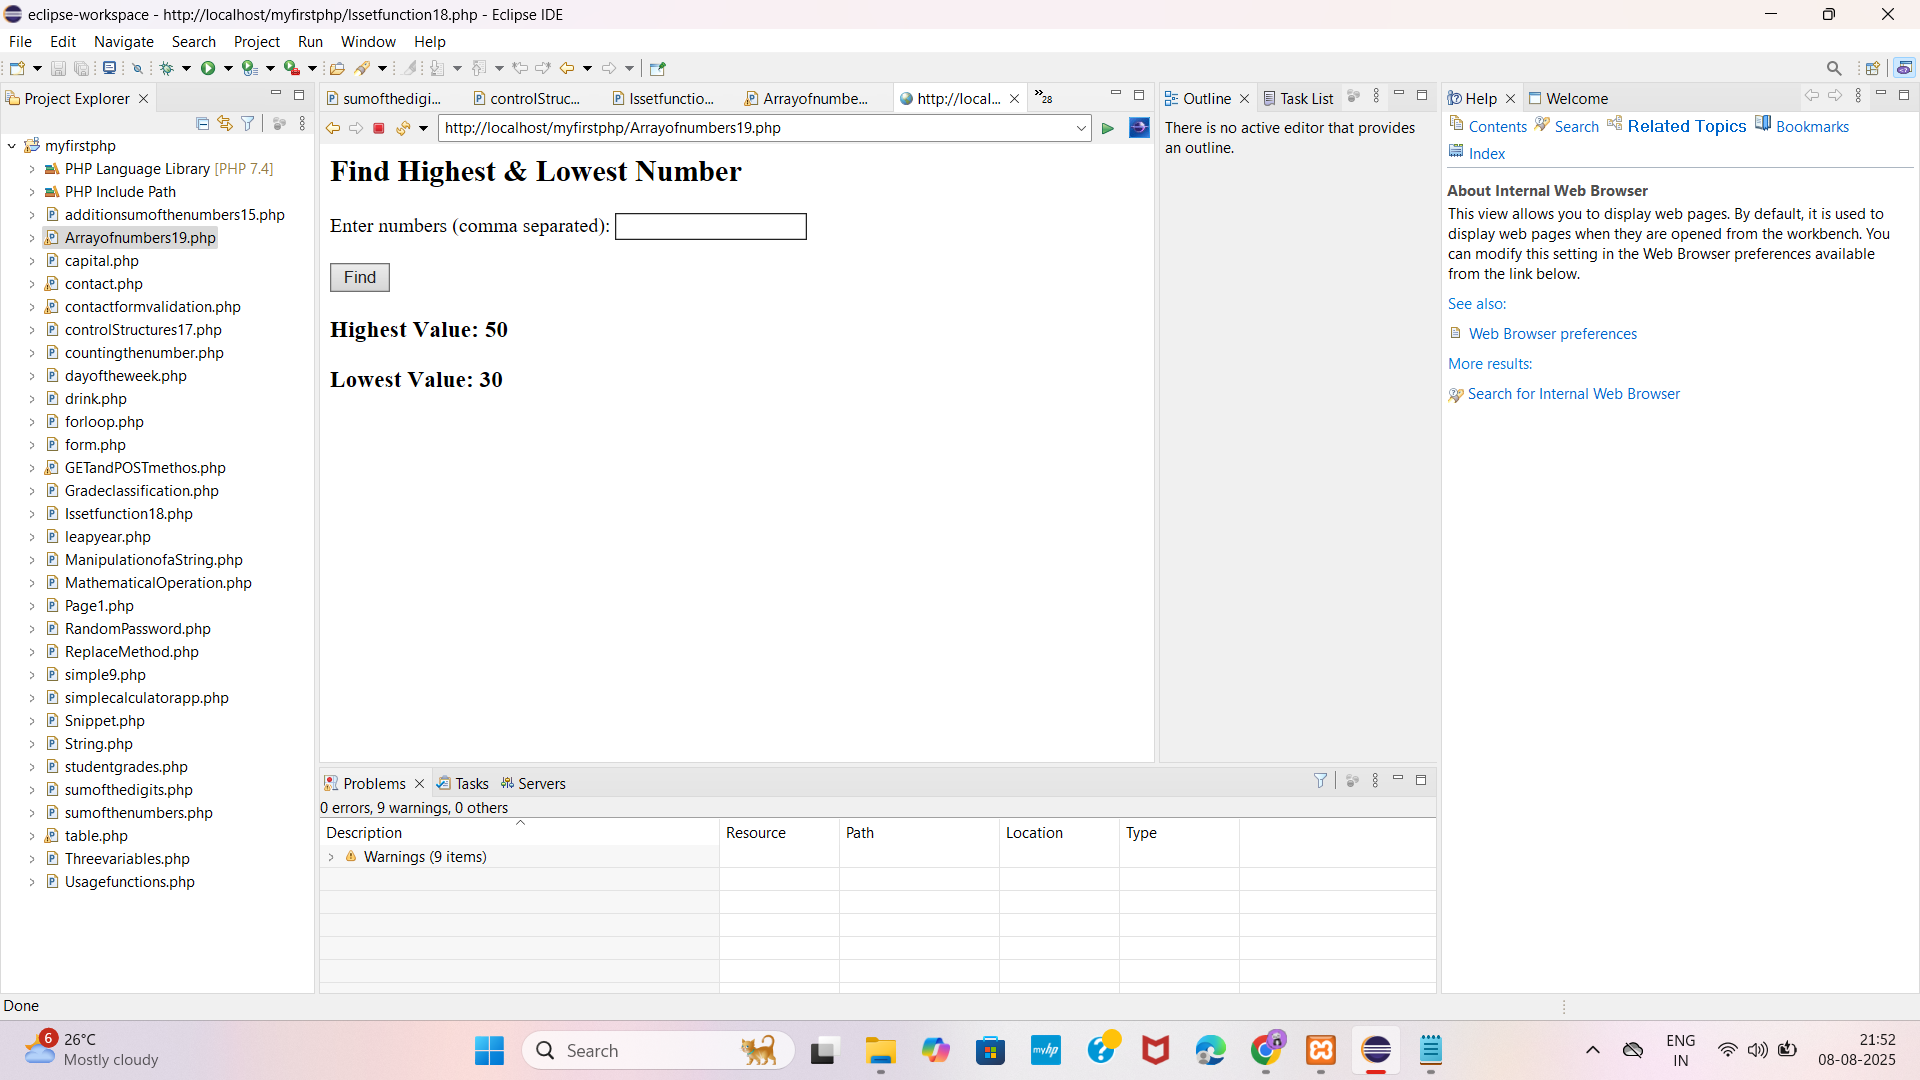 eclipse-workspace - http://localhost/myfirstphp/Issetfunction18.php - Eclipse IDE
File Edit Navigate Search Project Run Window Help
Project Explorer
sumofthedigi... controlStruc... Issetfunctio... Arrayofnumbe... http://local... »28
Outline Task List
Help Welcome
http://localhost/myfirstphp/Arrayofnumbers19.php
myfirstphp
PHP Language Library [PHP 7.4]
PHP Include Path
additionsumofthenumbers15.php
Arrayofnumbers19.php
capital.php
contact.php
contactformvalidation.php
controlStructures17.php
countingthenumber.php
dayoftheweek.php
drink.php
forloop.php
form.php
GETandPOSTmethos.php
Gradeclassification.php
Issetfunction18.php
leapyear.php
ManipulationofaString.php
MathematicalOperation.php
Page1.php
RandomPassword.php
ReplaceMethod.php
simple9.php
simplecalculatorapp.php
Snippet.php
String.php
studentgrades.php
sumofthedigits.php
sumofthenumbers.php
table.php
Threevariables.php
Usagefunctions.php
Find Highest & Lowest Number
Enter numbers (comma separated):
Find
Highest Value: 50
Lowest Value: 30
There is no active editor that provides
an outline.
Contents Search Related Topics Bookmarks
Index
About Internal Web Browser
This view allows you to display web pages. By default, it is used to
display web pages when they are opened from the workbench. You
can modify this setting in the Web Browser preferences available
from the link below.
See also:
Web Browser preferences
More results:
Search for Internal Web Browser
Problems Tasks Servers
0 errors, 9 warnings, 0 others
Description Resource Path Location Type
Warnings (9 items)
Done
6
26°C
Mostly cloudy
Search
myhp
ENG
IN
21:52
08-08-2025